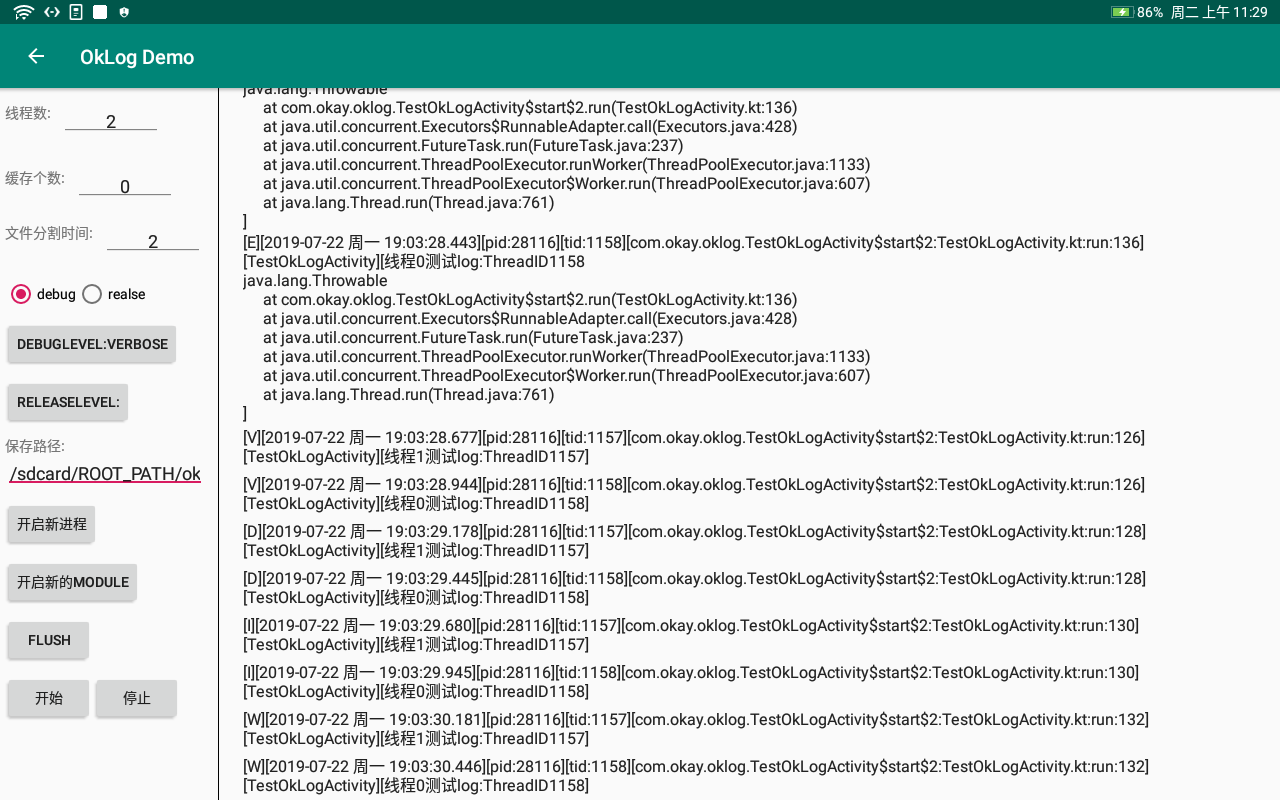 86% 周二 上午 11:29
OkLog Demo
线程数:
2
缓存个数:
0
文件分割时间:
2
debug
realse
DEBUGLEVEL:VERBOSE
RELEASELEVEL:
保存路径:
/sdcard/ROOT_PATH/ok
开启新进程
开启新的MODULE
FLUSH
开始
停止
java.lang.Throwable
at com.okay.oklog.TestOkLogActivity$start$2.run(TestOkLogActivity.kt:136)
at java.util.concurrent.Executors$RunnableAdapter.call(Executors.java:428)
at java.util.concurrent.FutureTask.run(FutureTask.java:237)
at java.util.concurrent.ThreadPoolExecutor.runWorker(ThreadPoolExecutor.java:1133)
at java.util.concurrent.ThreadPoolExecutor$Worker.run(ThreadPoolExecutor.java:607)
at java.lang.Thread.run(Thread.java:761)
]
[E][2019-07-22 周一 19:03:28.443][pid:28116][tid:1158][com.okay.oklog.TestOkLogActivity$start$2:TestOkLogActivity.kt:run:136]
[TestOkLogActivity][线程0测试log:ThreadID1158
java.lang.Throwable
at com.okay.oklog.TestOkLogActivity$start$2.run(TestOkLogActivity.kt:136)
at java.util.concurrent.Executors$RunnableAdapter.call(Executors.java:428)
at java.util.concurrent.FutureTask.run(FutureTask.java:237)
at java.util.concurrent.ThreadPoolExecutor.runWorker(ThreadPoolExecutor.java:1133)
at java.util.concurrent.ThreadPoolExecutor$Worker.run(ThreadPoolExecutor.java:607)
at java.lang.Thread.run(Thread.java:761)
]
[V][2019-07-22 周一 19:03:28.677][pid:28116][tid:1157][com.okay.oklog.TestOkLogActivity$start$2:TestOkLogActivity.kt:run:126]
[TestOkLogActivity][线程1测试log:ThreadID1157]
[V][2019-07-22 周一 19:03:28.944][pid:28116][tid:1158][com.okay.oklog.TestOkLogActivity$start$2:TestOkLogActivity.kt:run:126]
[TestOkLogActivity][线程0测试log:ThreadID1158]
[D][2019-07-22 周一 19:03:29.178][pid:28116][tid:1157][com.okay.oklog.TestOkLogActivity$start$2:TestOkLogActivity.kt:run:128]
[TestOkLogActivity][线程1测试log:ThreadID1157]
[D][2019-07-22 周一 19:03:29.445][pid:28116][tid:1158][com.okay.oklog.TestOkLogActivity$start$2:TestOkLogActivity.kt:run:128]
[TestOkLogActivity][线程0测试log:ThreadID1158]
[I][2019-07-22 周一 19:03:29.680][pid:28116][tid:1157][com.okay.oklog.TestOkLogActivity$start$2:TestOkLogActivity.kt:run:130]
[TestOkLogActivity][线程1测试log:ThreadID1157]
[I][2019-07-22 周一 19:03:29.945][pid:28116][tid:1158][com.okay.oklog.TestOkLogActivity$start$2:TestOkLogActivity.kt:run:130]
[TestOkLogActivity][线程0测试log:ThreadID1158]
[W][2019-07-22 周一 19:03:30.181][pid:28116][tid:1157][com.okay.oklog.TestOkLogActivity$start$2:TestOkLogActivity.kt:run:132]
[TestOkLogActivity][线程1测试log:ThreadID1157]
[W][2019-07-22 周一 19:03:30.446][pid:28116][tid:1158][com.okay.oklog.TestOkLogActivity$start$2:TestOkLogActivity.kt:run:132]
[TestOkLogActivity][线程0测试log:ThreadID1158]